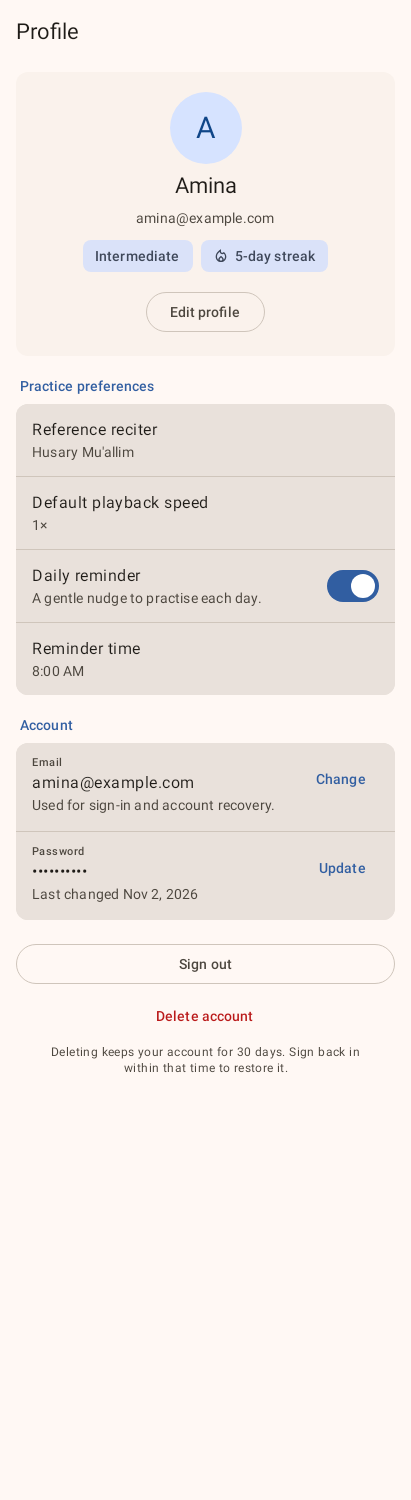 Profile
A
Amina
amina@example.com
Intermediate
5-day streak
Edit profile
Practice preferences
Reference reciter
Husary Mu'allim
Default playback speed
1×
Daily reminder
A gentle nudge to practise each day.
Reminder time
8:00 AM
Account
Email
amina@example.com
Used for sign-in and account recovery.
Change
Password
••••••••••
Last changed Nov 2, 2026
Update
Sign out
Delete account
Deleting keeps your account for 30 days. Sign back in
within that time to restore it.